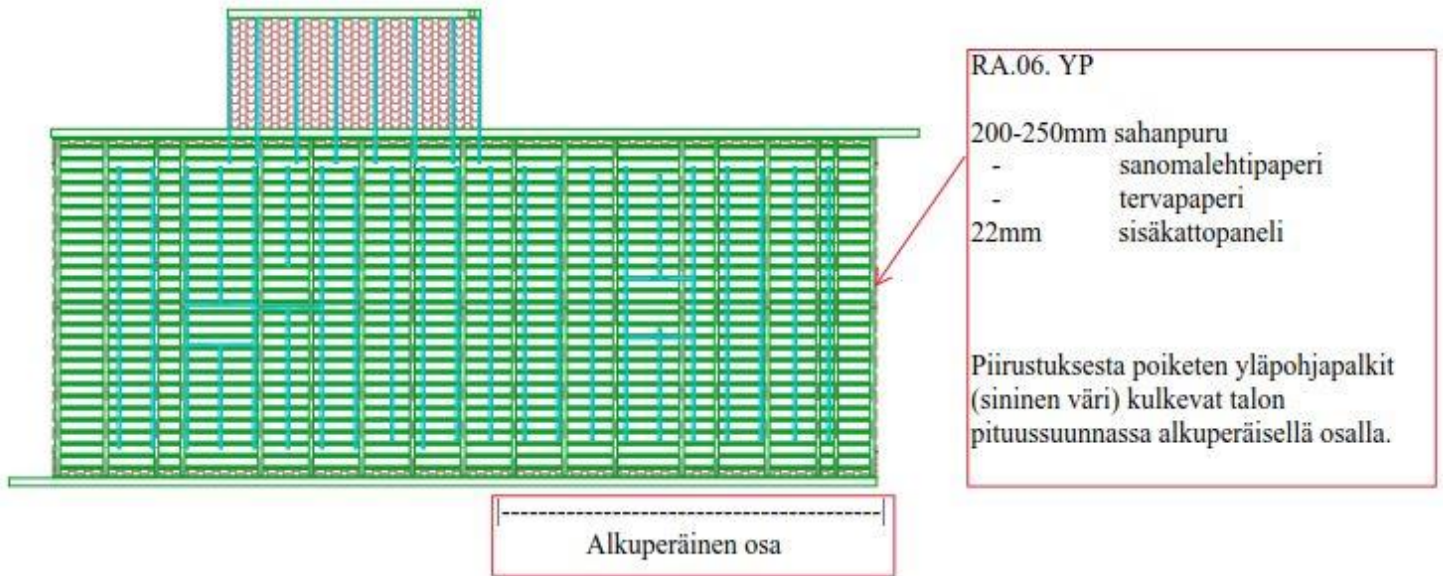 RA.06. YP
200-250mm sahanpuru
- sanomalehtipaperi
- tervapaperi
22mm sisäkattopaneli
Piirustuksesta poiketen yläpohjapalkit
(sininen väri) kulkevat talon
pituussuunnassa alkuperäisellä osalla.
|----------------------------------------|
Alkuperäinen osa